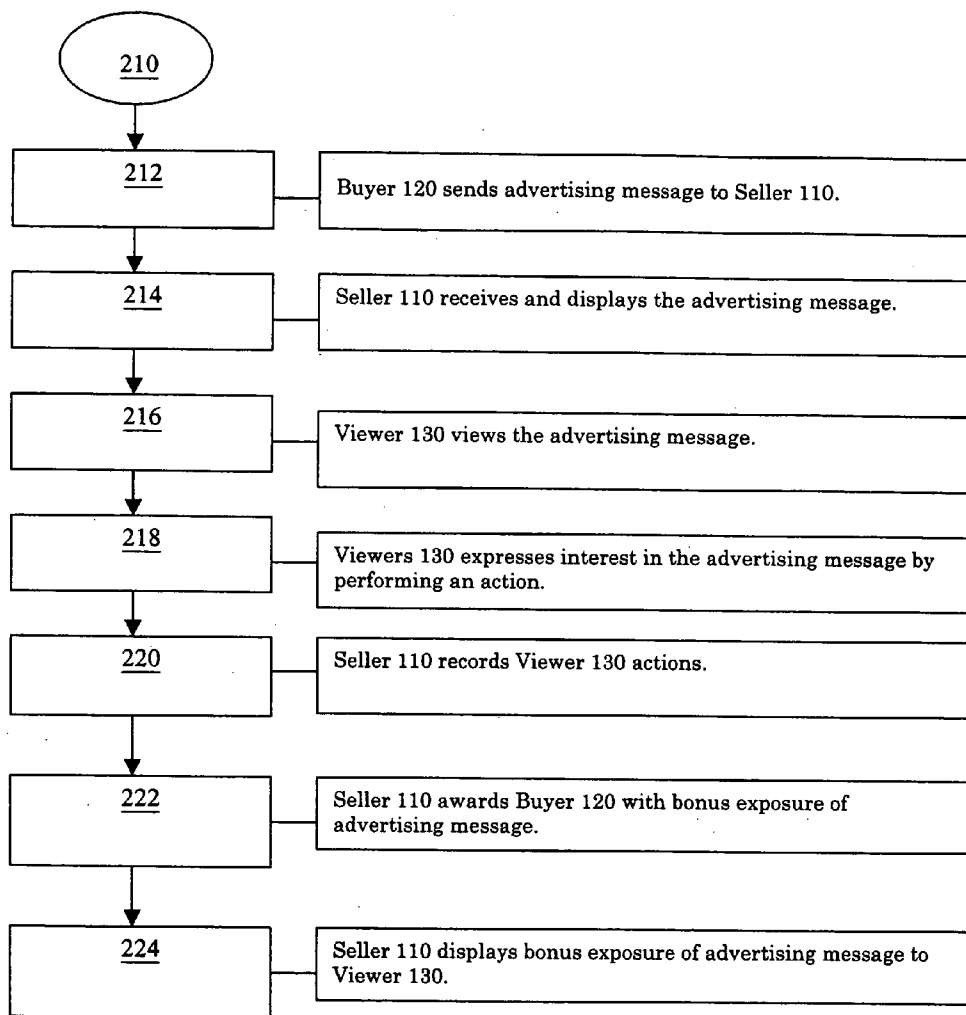 210
212
Buyer 120 sends advertising message to Seller 110.
214
Seller 110 receives and displays the advertising message.
216
Viewer 130 views the advertising message.
218
Viewers 130 expresses interest in the advertising message by
performing an action.
220
Seller 110 records Viewer 130 actions.
222
Seller 110 awards Buyer 120 with bonus exposure of
advertising message.
224
Seller 110 displays bonus exposure of advertising message to
Viewer 130.